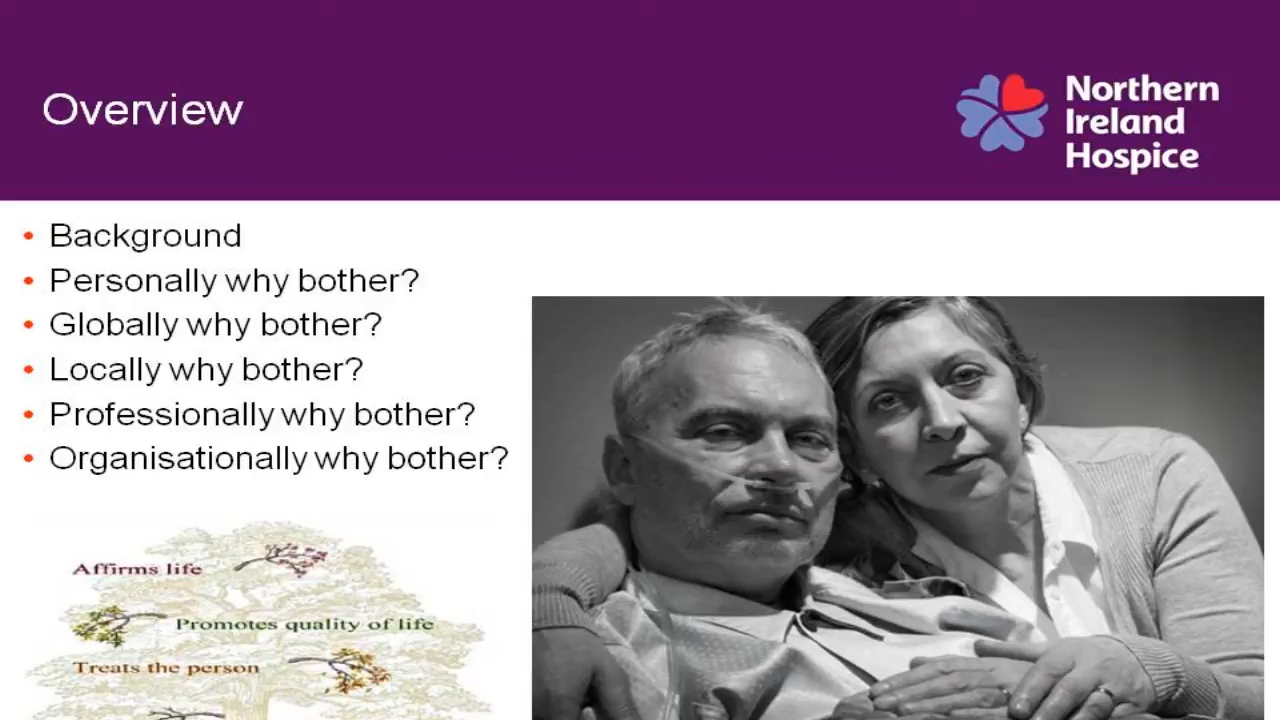 Overview
Northern
Ireland
Hospice
Background
Personally why bother?
Globally why bother?
Locally why bother?
Professionally why bother?
Organisationally why bother?
Affirms life
Promotes quality of life
Treats the person